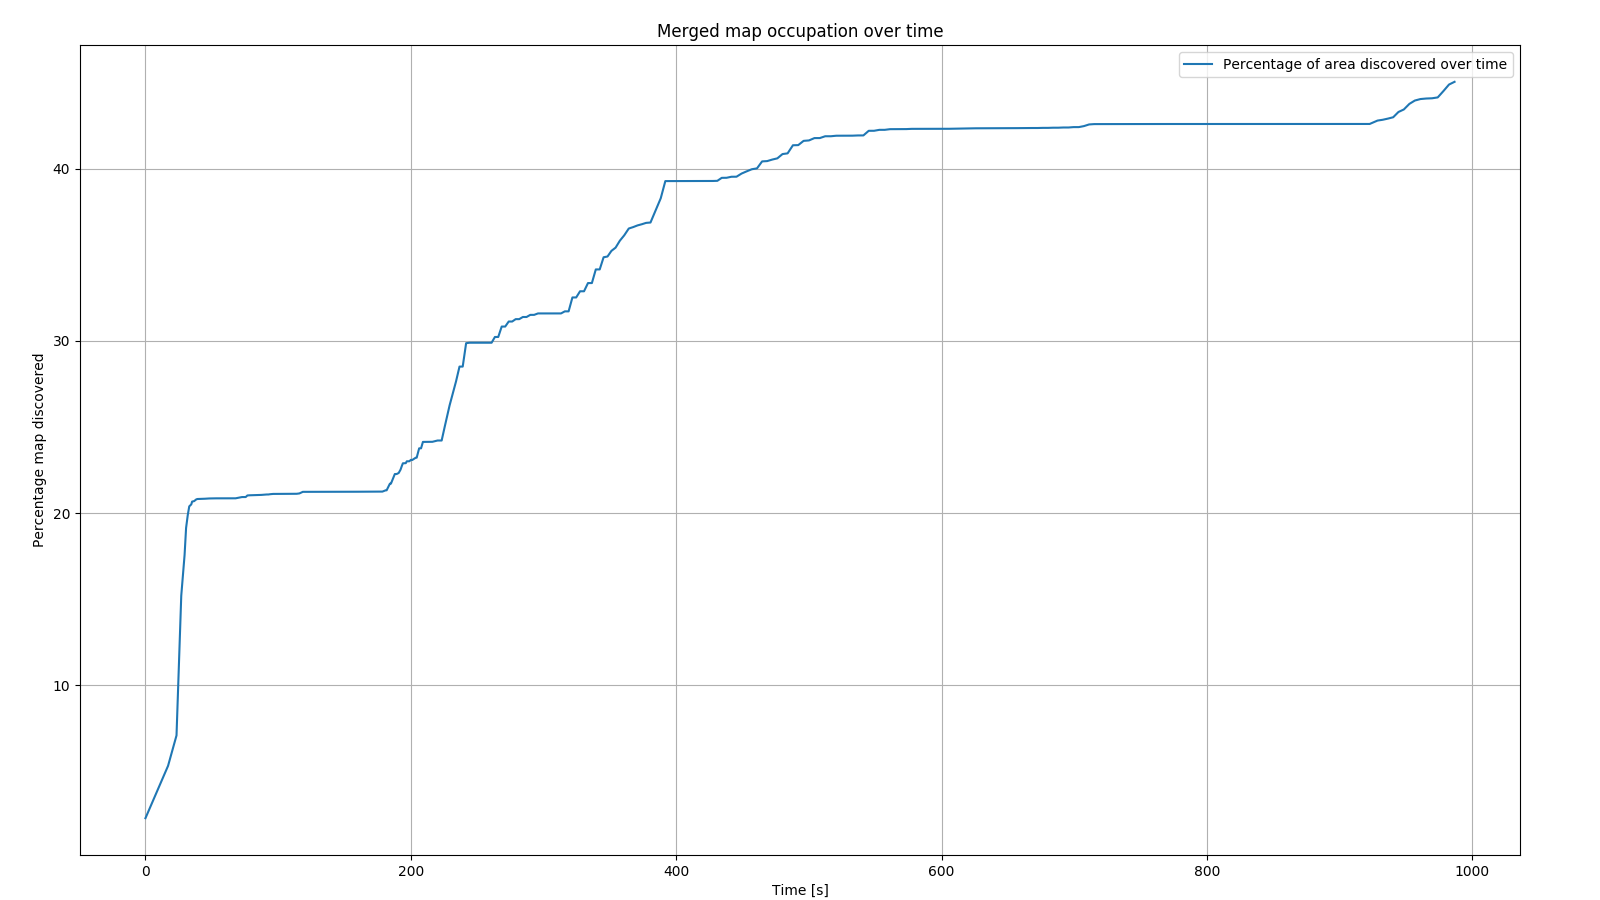 Merged map occupation over time
Percentage of area discovered over time
40
30
20
10
Percentage map discovered
0 200 400 600 800 1000
Time [s]